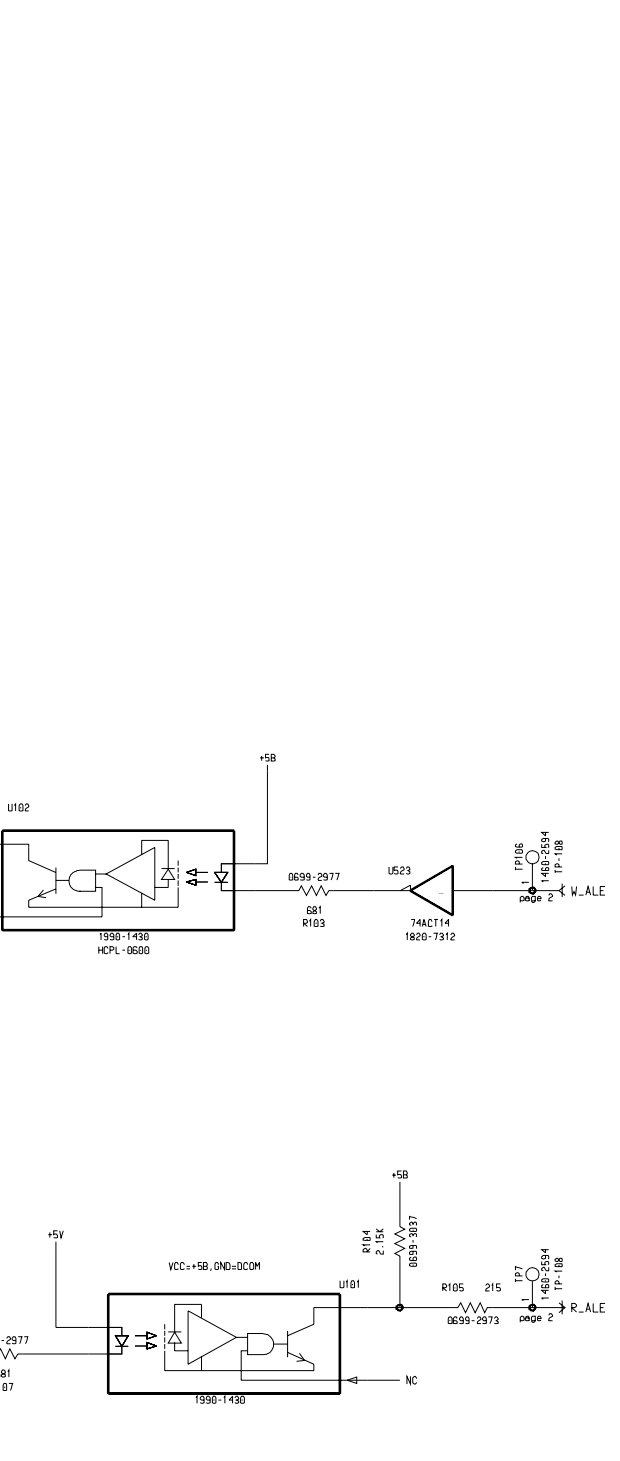 +5B
U102
0699-2977
681
R103
U523
74ACT14
1820-7312
TP106
1460-2594
TP-108
1
page 2
W_ALE
1990-1430
HCPL-0600
+5B
R104
2.15K
0699-3037
+5V
VCC=+5B,GND=DCOM
U101
R105 215
0699-2973
TP7
1460-2594
TP-108
1
page 2
R_ALE
-2977
81
07
NC
1990-1430